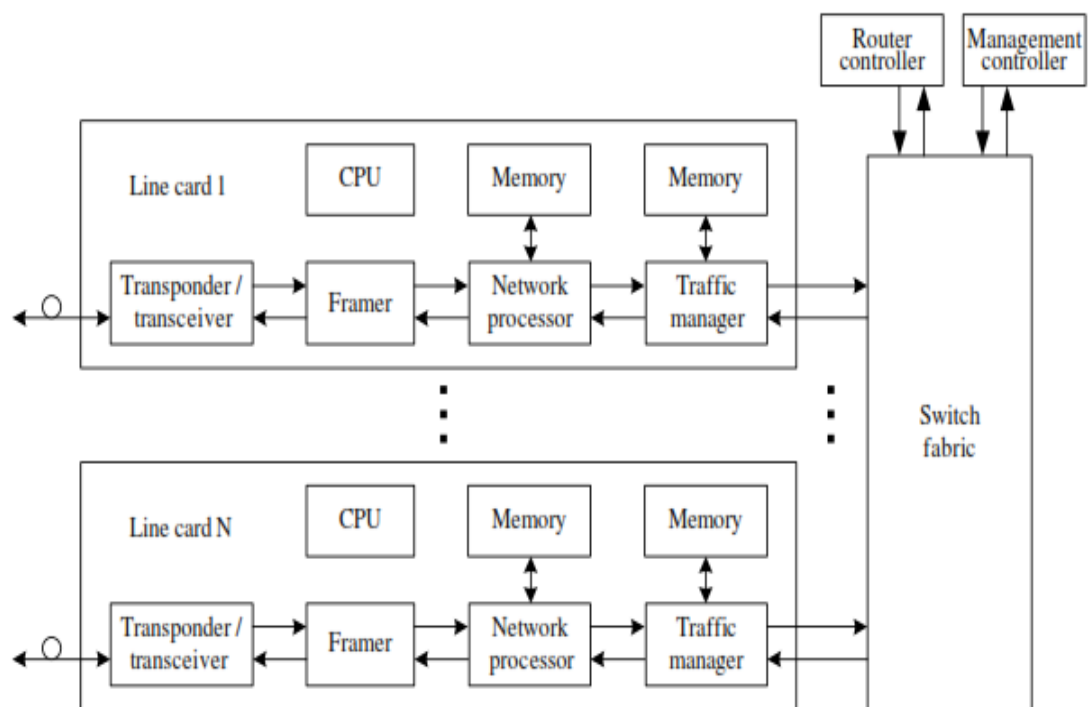 Router
controller
Management
controller
Line card 1
CPU
Memory
Memory
Transponder /
transceiver
Framer
Network
processor
Traffic
manager
Switch
fabric
Line card N
CPU
Memory
Memory
Transponder /
transceiver
Framer
Network
processor
Traffic
manager